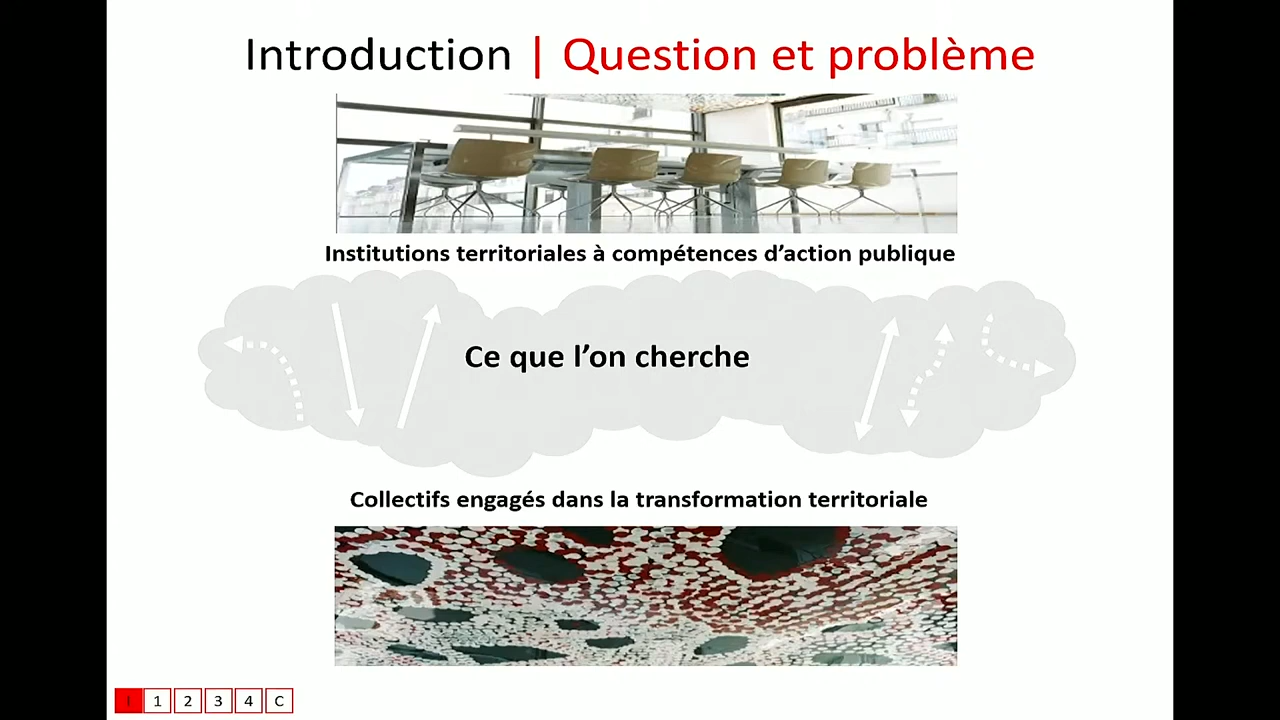 Introduction | Question et problème
Institutions territoriales à compétences d’action publique
Ce que l’on cherche
Collectifs engagés dans la transformation territoriale
I 1 2 3 4 C